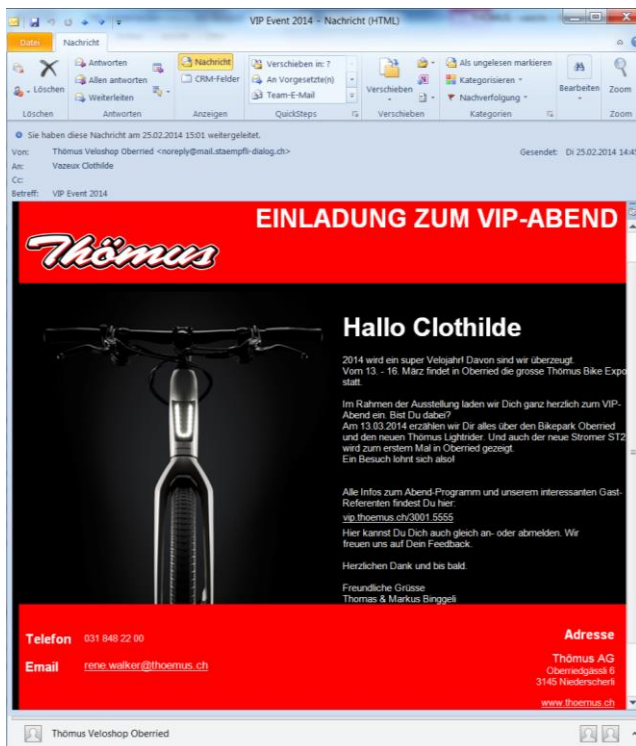 VIP Event 2014 - Nachricht (HTML)
Datei
Nachricht
Löschen
Antworten
Allen antworten
Weiterleiten
Nachricht
CRM-Felder
Verschieben in: ?
An Vorgesetzte(n)
Team-E-Mail
Verschieben
Als ungelesen markieren
Kategorisieren
Nachverfolgung
Bearbeiten
Zoom
Löschen
Antworten
Anzeigen
QuickSteps
Verschieben
Kategorien
Zoom
Sie haben diese Nachricht am 25.02.2014 15:01 weitergeleitet.
Von: Thömus Veloshop Oberried <noreply@mail.staempfli-dialog.ch>
Gesendet: Di 25.02.2014 14:45
An: Vazeux Clothilde
Cc:
Betreff: VIP Event 2014
EINLADUNG ZUM VIP-ABEND
Thömus
Hallo Clothilde
2014 wird ein super Velojahr! Davon sind wir überzeugt.
Vom 13. - 16. März findet in Oberried die grosse Thömus Bike Expo
statt.
Im Rahmen der Ausstellung laden wir Dich ganz herzlich zum VIP-
Abend ein. Bist Du dabei?
Am 13.03.2014 erzählen wir Dir alles über den Bikepark Oberried
und den neuen Thömus Lightrider. Und auch der neue Stromer ST2
wird zum erstem Mal in Oberried gezeigt.
Ein Besuch lohnt sich also!
Alle Infos zum Abend-Programm und unserem interessanten Gast-
Referenten findest Du hier:
vip.thoemus.ch/3001.5555
Hier kannst Du Dich auch gleich an- oder abmelden. Wir
freuen uns auf Dein Feedback.
Herzlichen Dank und bis bald.
Freundliche Grüsse
Thomas & Markus Binggeli
Telefon 031 848 22 00
Email rene.walker@thoemus.ch
Adresse
Thömus AG
Oberriedgässli 6
3145 Niederscherli
www.thoemus.ch
Thömus Veloshop Oberried